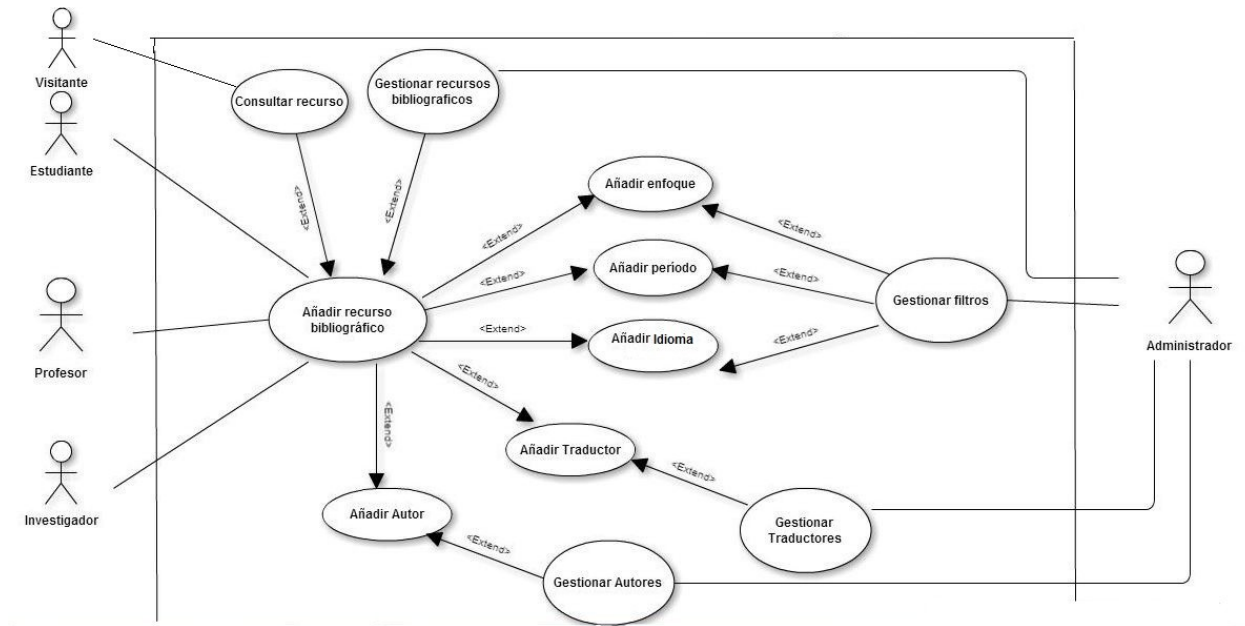 Visitante
Estudiante
Profesor
Investigador
Consultar recurso
Gestionar recursos
bibliograficos
<Extend>
<Extend>
Añadir recurso
bibliográfico
<Extend>
<Extend>
<Extend>
<Extend>
<Extend>
Añadir enfoque
Añadir período
Añadir Idioma
Añadir Traductor
Añadir Autor
<Extend>
<Extend>
<Extend>
Gestionar filtros
<Extend>
Gestionar
Traductores
<Extend>
Gestionar Autores
Administrador